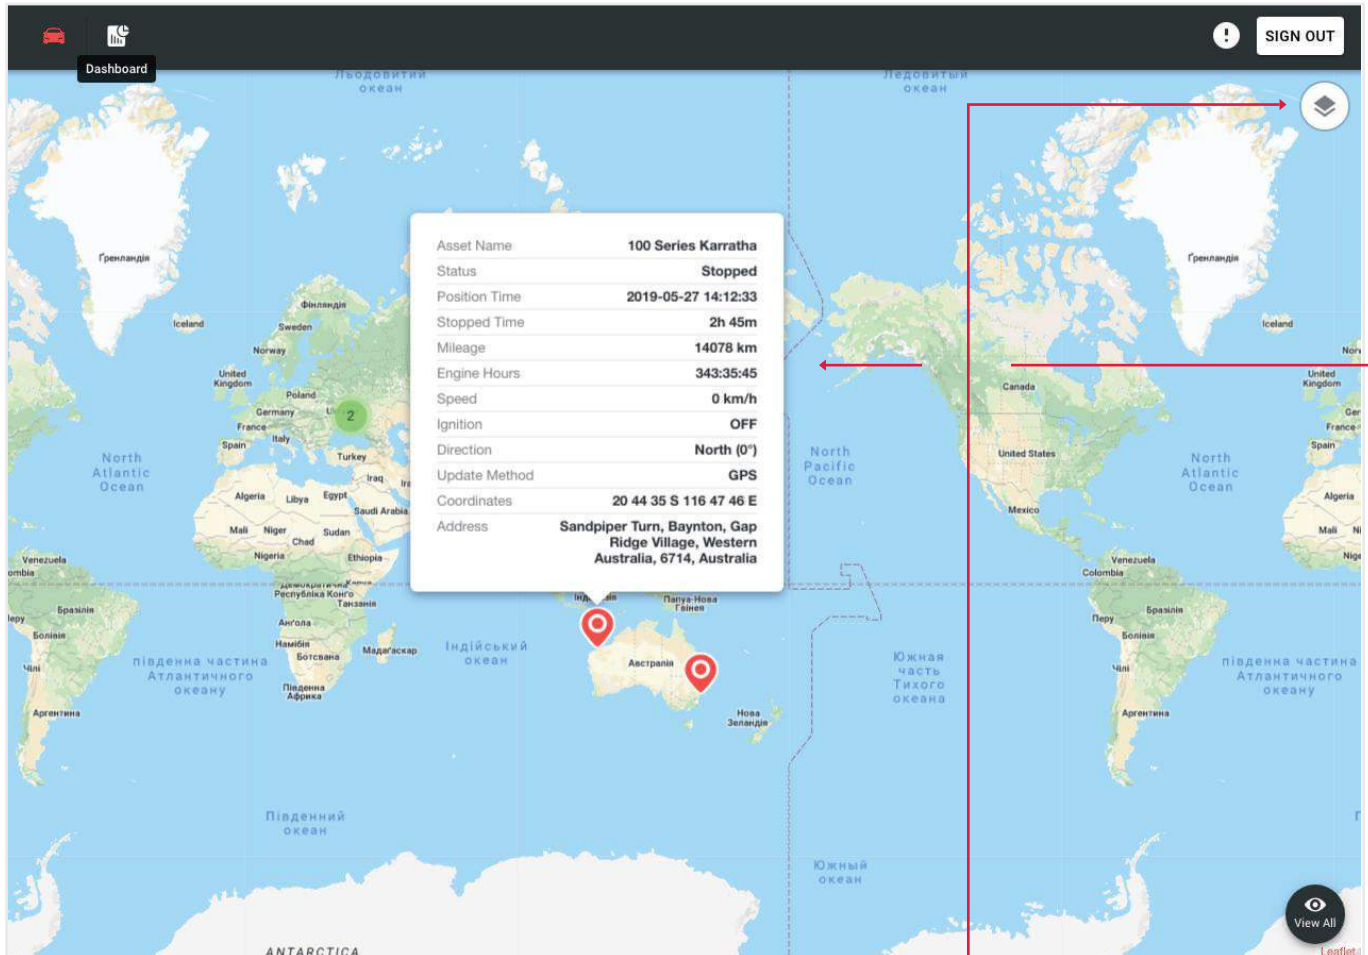 SIGN OUT
Dashboard
Льодовитий
океан
Ледовитый
океан
Ґренландія
Ґренландія
Фінляндія
Iceland
Sweden
Iceland
Norway
United
Kingdom
Poland
Germany
2
France
Italy
Spain
Turkey
Iraq
North
Atlantic
Ocean
Algeria
Libya
Egypt
Saudi Arabia
Mali
Niger
Sudan
Chad
Nigeria
Ethiopia
Venezuela
Asset Name 100 Series Karratha
Status Stopped
Position Time 2019-05-27 14:12:33
Stopped Time 2h 45m
Mileage 14078 km
Engine Hours 343:35:45
Speed 0 km/h
Ignition OFF
Direction North (0°)
Update Method GPS
Coordinates 20 44 35 S 116 47 46 E
Address Sandpiper Turn, Baynton, Gap
Ridge Village, Western
Australia, 6714, Australia
Canada
United
Kingdom
France
Spain
North
Pacific
Ocean
United States
North
Atlantic
Ocean
Mexico
Algeria
Mali
Venezuela
Colombia
Республіка Конго
Танзанія
Папуа-Нова
Гвінея
Бразилія
Ангола
Болівія
Намібія
Ботсвана
Мадагаскар
Індійський
океан
Австралія
Чилі
південна частина
Атлантичного
океану
Південна
Африка
Аргентина
Нова
Зеландія
Южная
часть
Тихого
океана
Бразилія
Перу
Болівія
Чилі
південна частина
Атлантичного
океану
Аргентина
Південний
океан
Южный
океан
View All
ANTARCTICA
Leaflet